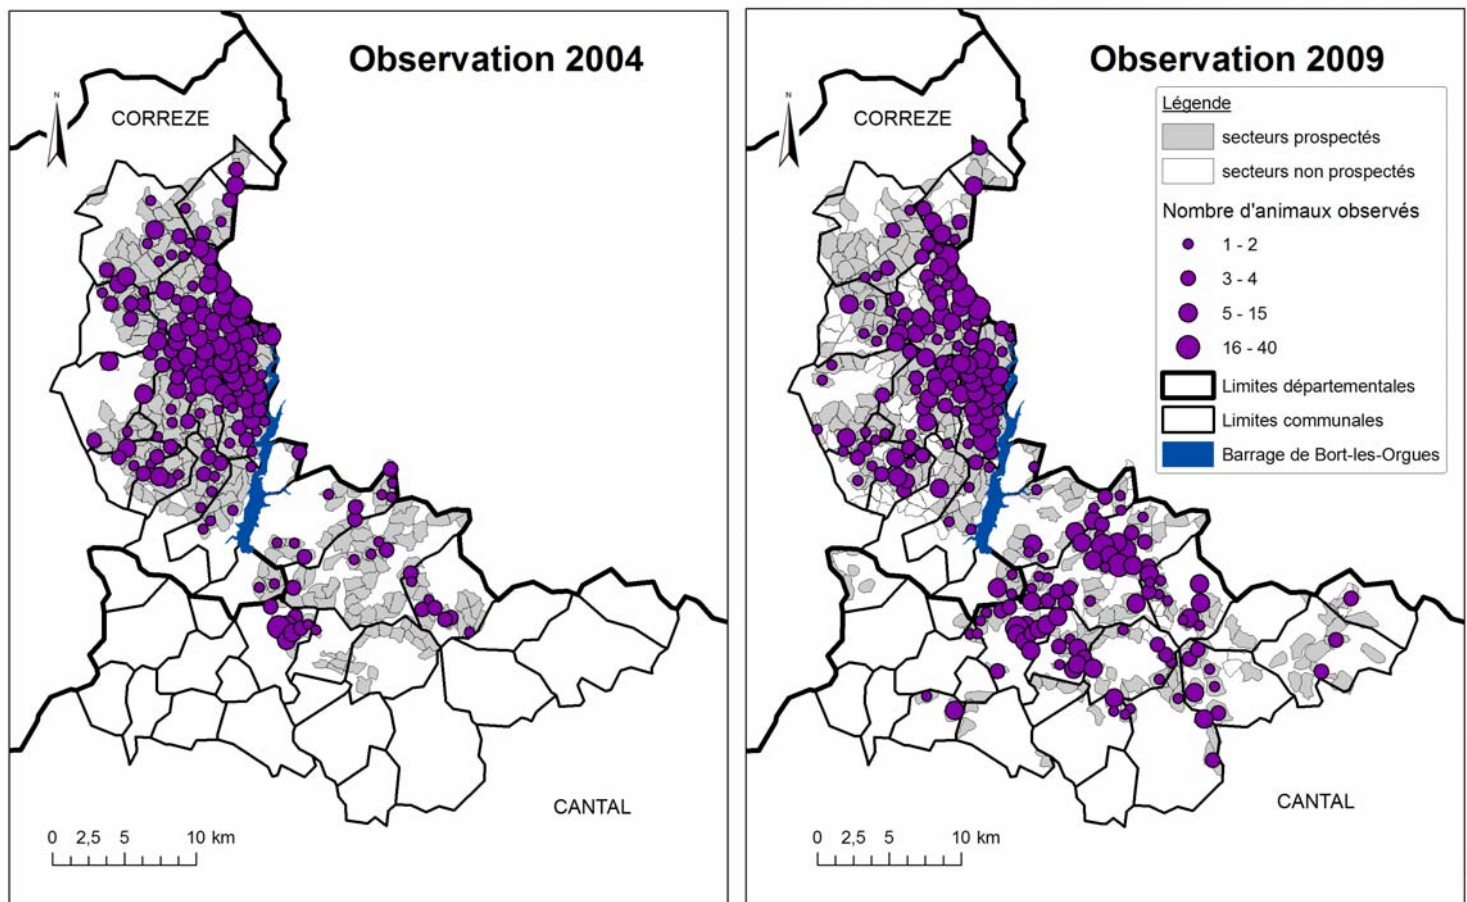 Observation 2004
N
CORREZE
CANTAL
0 2,5 5 10 km
Observation 2009
N
CORREZE
Légende
secteurs prospectés
secteurs non prospectés
Nombre d'animaux observés
1 - 2
3 - 4
5 - 15
16 - 40
Limites départementales
Limites communales
Barrage de Bort-les-Orgues
CANTAL
0 2,5 5 10 km